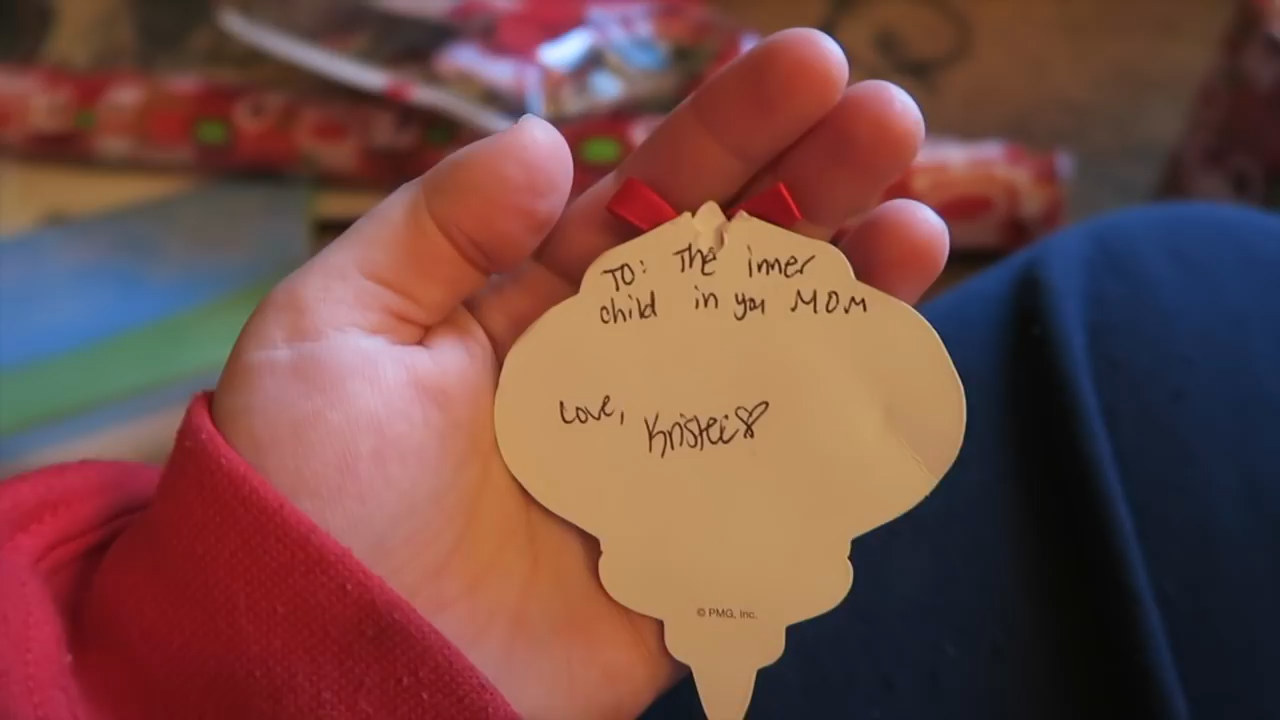 TO: The inner
child in you MOM
Love,
Kristee
© PMG, Inc.